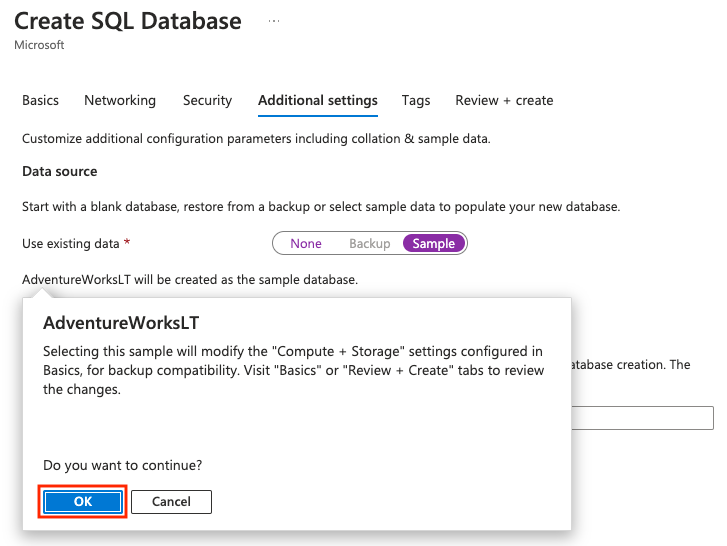 Create SQL Database ...
Microsoft
Basics Networking Security Additional settings Tags Review + create
Customize additional configuration parameters including collation & sample data.
Data source
Start with a blank database, restore from a backup or select sample data to populate your new database.
Use existing data * None Backup Sample
AdventureWorksLT will be created as the sample database.
AdventureWorksLT
Selecting this sample will modify the "Compute + Storage" settings configured in
Basics, for backup compatibility. Visit "Basics" or "Review + Create" tabs to review
the changes.
atabase creation. The
Do you want to continue?
OK Cancel